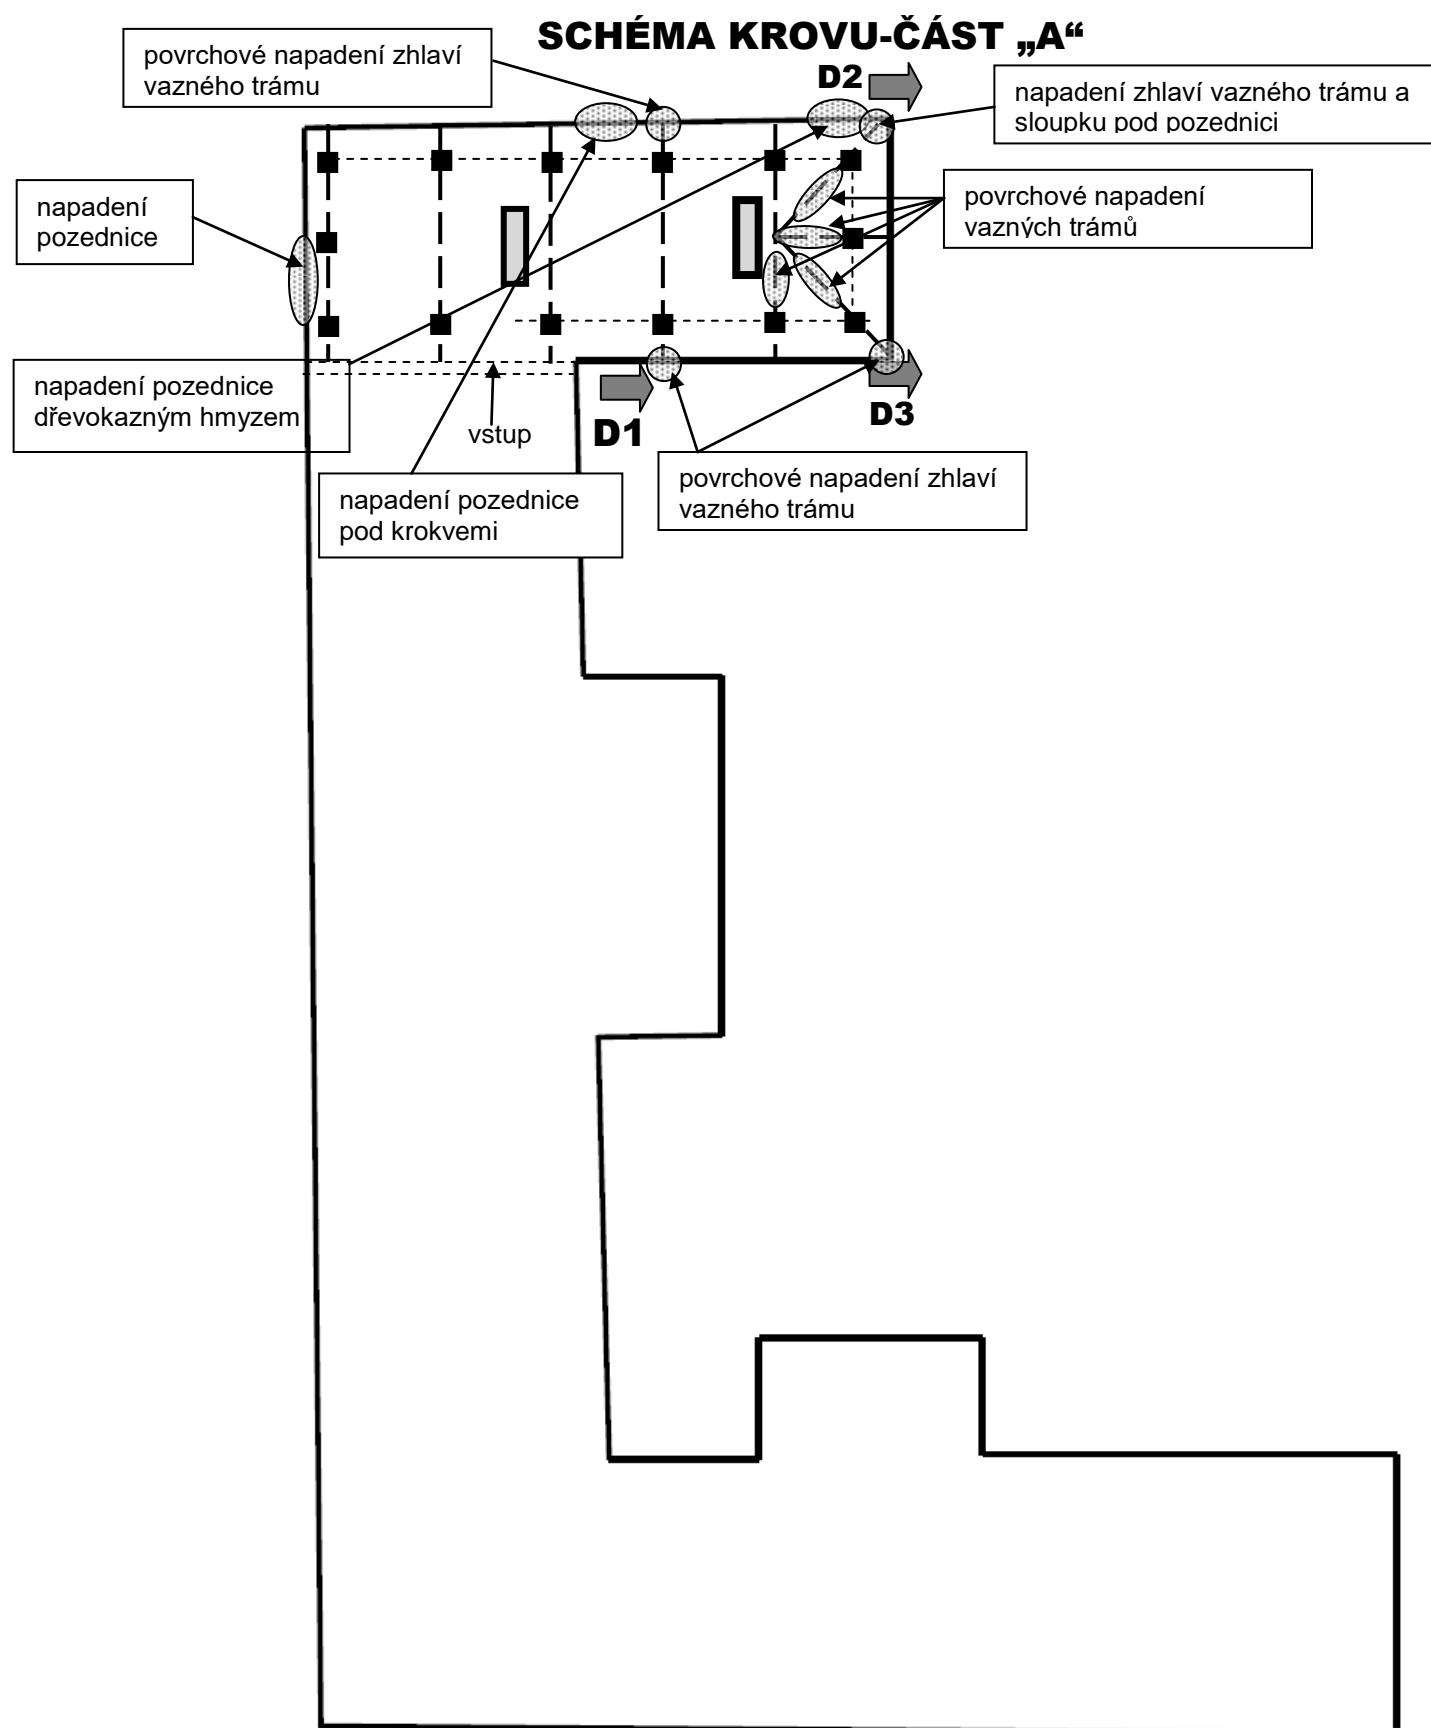 SCHÉMA KROVU-ČÁST „A“
povrchové napadení zhlaví
vazného trámu
D2
napadení zhlaví vazného trámu a
sloupku pod pozednici
napadení
pozednice
povrchové napadení
vazných trámů
napadení pozednice
dřevokazným hmyzem
vstup
D1
D3
povrchové napadení zhlaví
vazného trámu
napadení pozednice
pod krokvemi